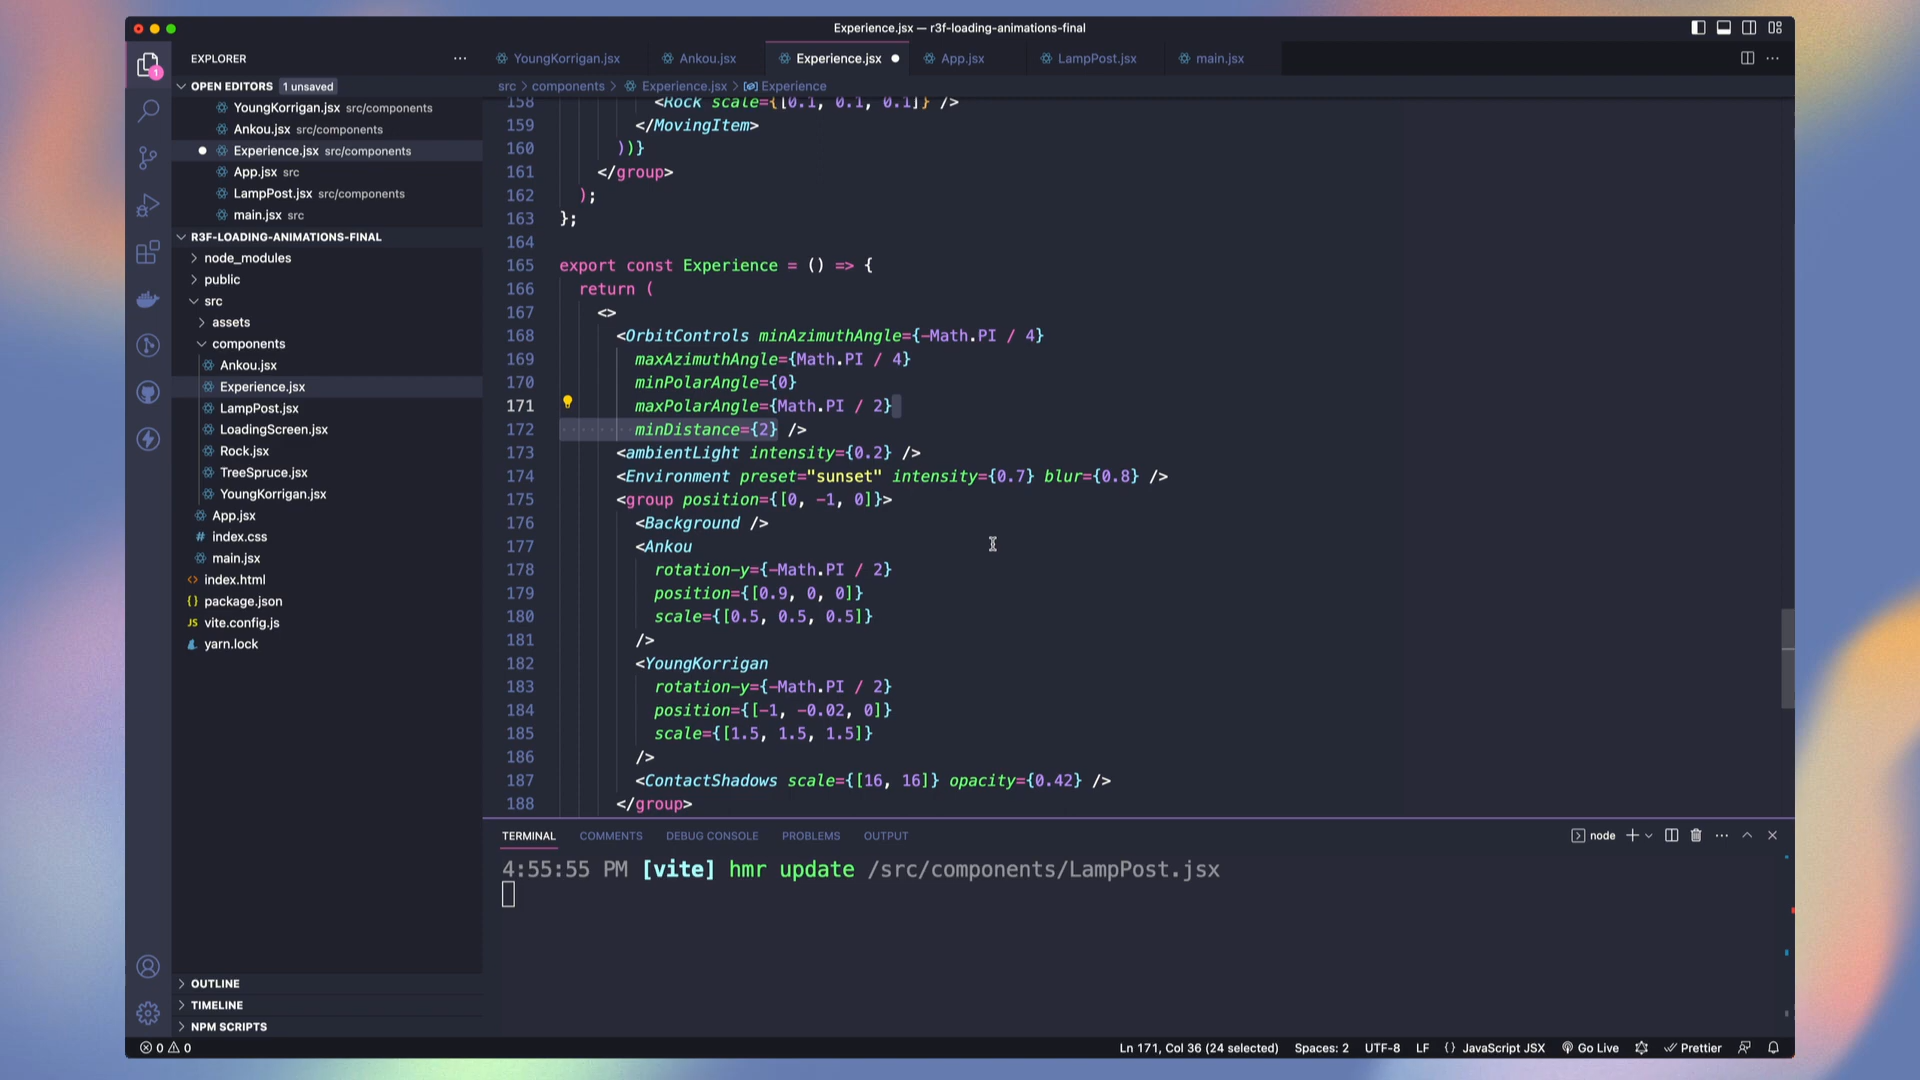 Experience.jsx — r3f-loading-animations-final
EXPLORER
OPEN EDITORS 1 unsaved
YoungKorrigan.jsx src/components
Ankou.jsx src/components
Experience.jsx src/components
App.jsx src
LampPost.jsx src/components
main.jsx src
R3F-LOADING-ANIMATIONS-FINAL
node_modules
public
src
assets
components
Ankou.jsx
Experience.jsx
LampPost.jsx
LoadingScreen.jsx
Rock.jsx
TreeSpruce.jsx
YoungKorrigan.jsx
App.jsx
# index.css
main.jsx
<> index.html
{} package.json
JS vite.config.js
yarn.lock
OUTLINE
TIMELINE
NPM SCRIPTS
1
YoungKorrigan.jsx Ankou.jsx Experience.jsx App.jsx LampPost.jsx main.jsx
src > components > Experience.jsx > Experience
158 <Rock scale={[0.1, 0.1, 0.1]} />
159 </MovingItem>
160 ))}
161 </group>
162 );
163 };
164
165 export const Experience = () => {
166 return (
167 <>
168 <OrbitControls minAzimuthAngle={-Math.PI / 4}
169 maxAzimuthAngle={Math.PI / 4}
170 minPolarAngle={0}
171 maxPolarAngle={Math.PI / 2}
172 minDistance={2} />
173 <ambientLight intensity={0.2} />
174 <Environment preset="sunset" intensity={0.7} blur={0.8} />
175 <group position={[0, -1, 0]}>
176 <Background />
177 <Ankou
178 rotation-y={-Math.PI / 2}
179 position={[0.9, 0, 0]}
180 scale={[0.5, 0.5, 0.5]}
181 />
182 <YoungKorrigan
183 rotation-y={-Math.PI / 2}
184 position={[-1, -0.02, 0]}
185 scale={[1.5, 1.5, 1.5]}
186 />
187 <ContactShadows scale={[16, 16]} opacity={0.42} />
188 </group>
TERMINAL COMMENTS DEBUG CONSOLE PROBLEMS OUTPUT node
4:55:55 PM [vite] hmr update /src/components/LampPost.jsx
0 0 Ln 171, Col 36 (24 selected) Spaces: 2 UTF-8 LF {} JavaScript JSX Go Live Prettier